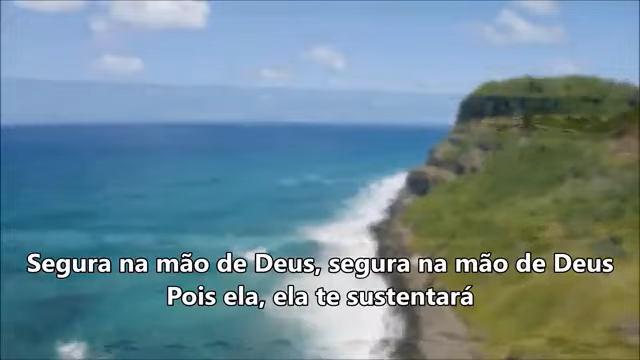 Segura na mão de Deus, segura na mão de Deus
Pois ela, ela te sustentará